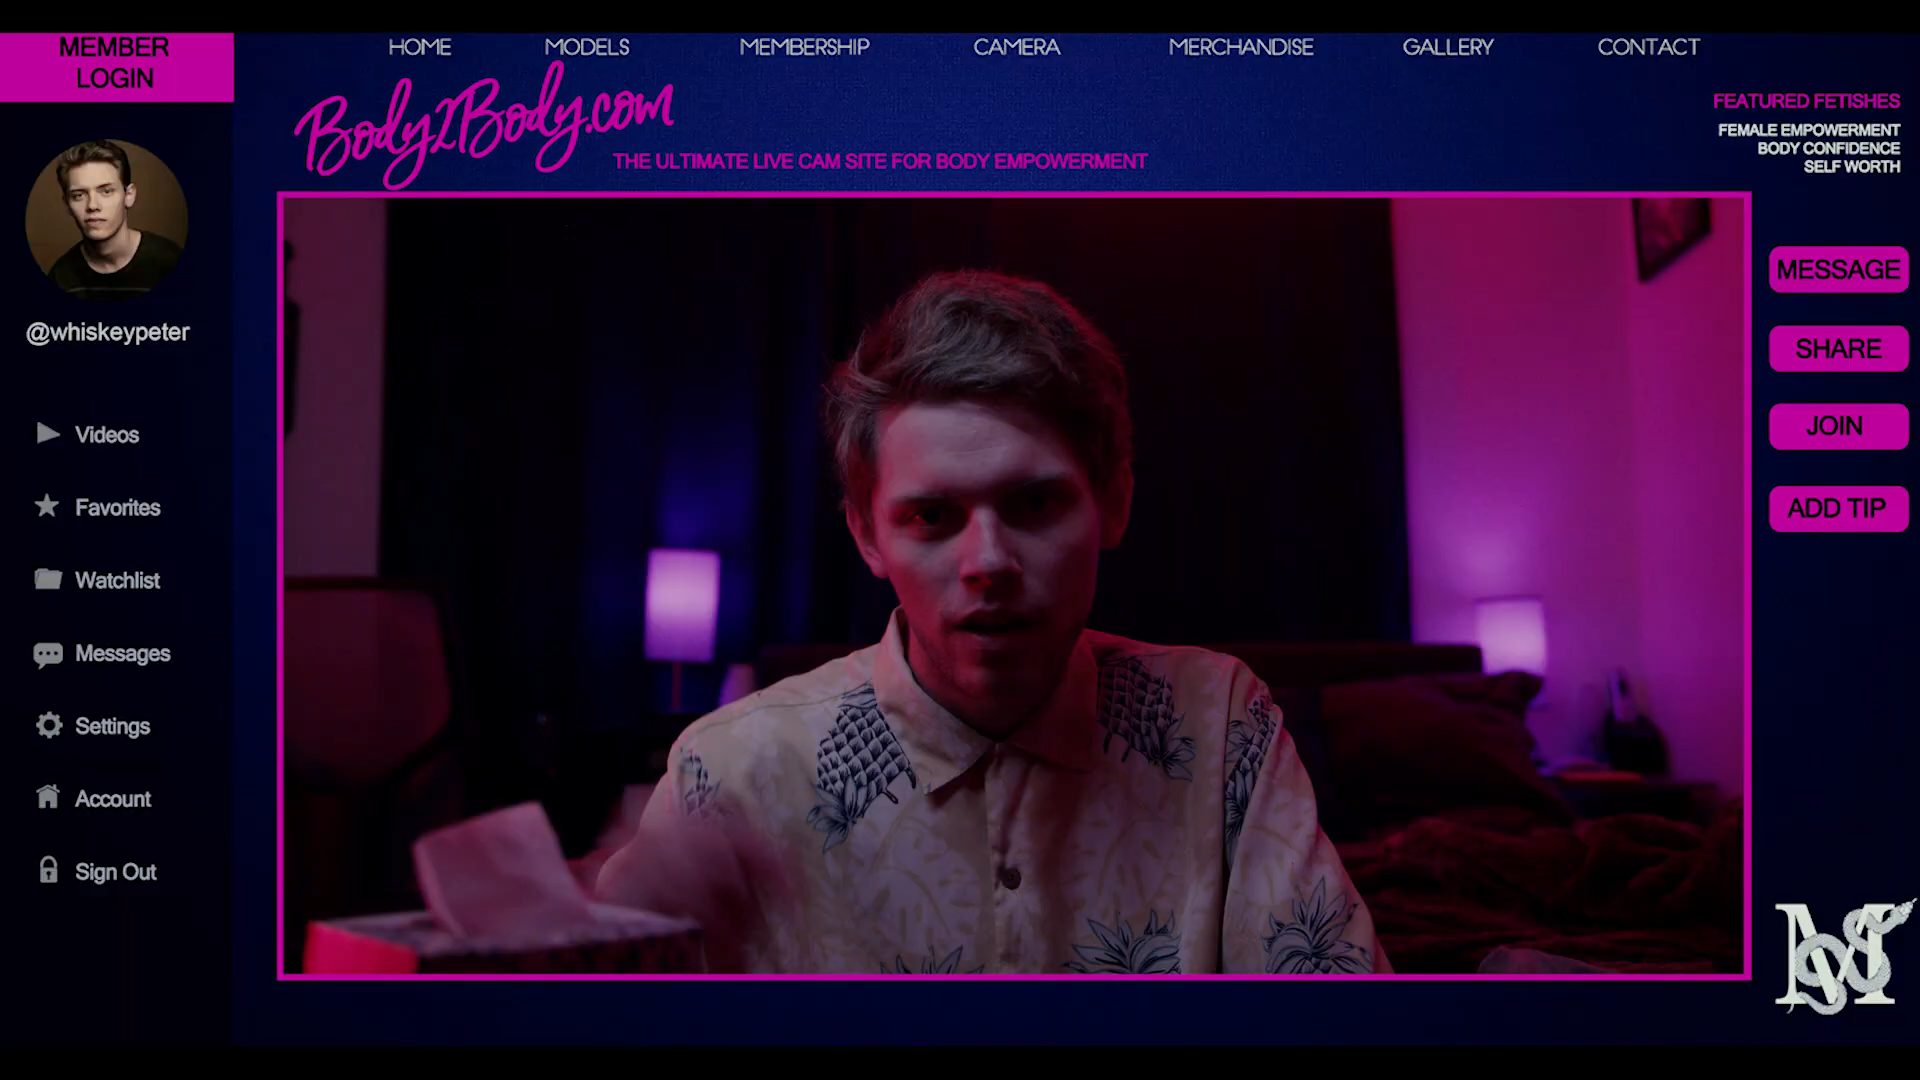 MEMBER
LOGIN
HOME MODELS MEMBERSHIP CAMERA MERCHANDISE GALLERY CONTACT
Body2Body.com
THE ULTIMATE LIVE CAM SITE FOR BODY EMPOWERMENT
FEATURED FETISHES
FEMALE EMPOWERMENT
BODY CONFIDENCE
SELF WORTH
@whiskeypeter
Videos
Favorites
Watchlist
Messages
Settings
Account
Sign Out
MESSAGE
SHARE
JOIN
ADD TIP
M